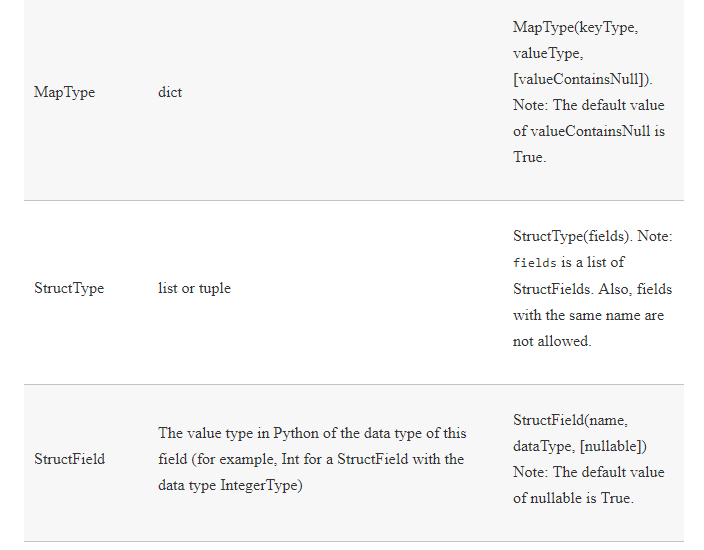 MapType(keyType,
valueType,
[valueContainsNull]).
MapType
dict
Note: The default value
of valueContainsNull is
True.
StructType(fields). Note:
fields is a list of
StructType
list or tuple
StructFields. Also, fields
with the same name are
not allowed.
StructField
The value type in Python of the data type of this
field (for example, Int for a StructField with the
data type IntegerType)
StructField(name,
dataType, [nullable])
Note: The default value
of nullable is True.